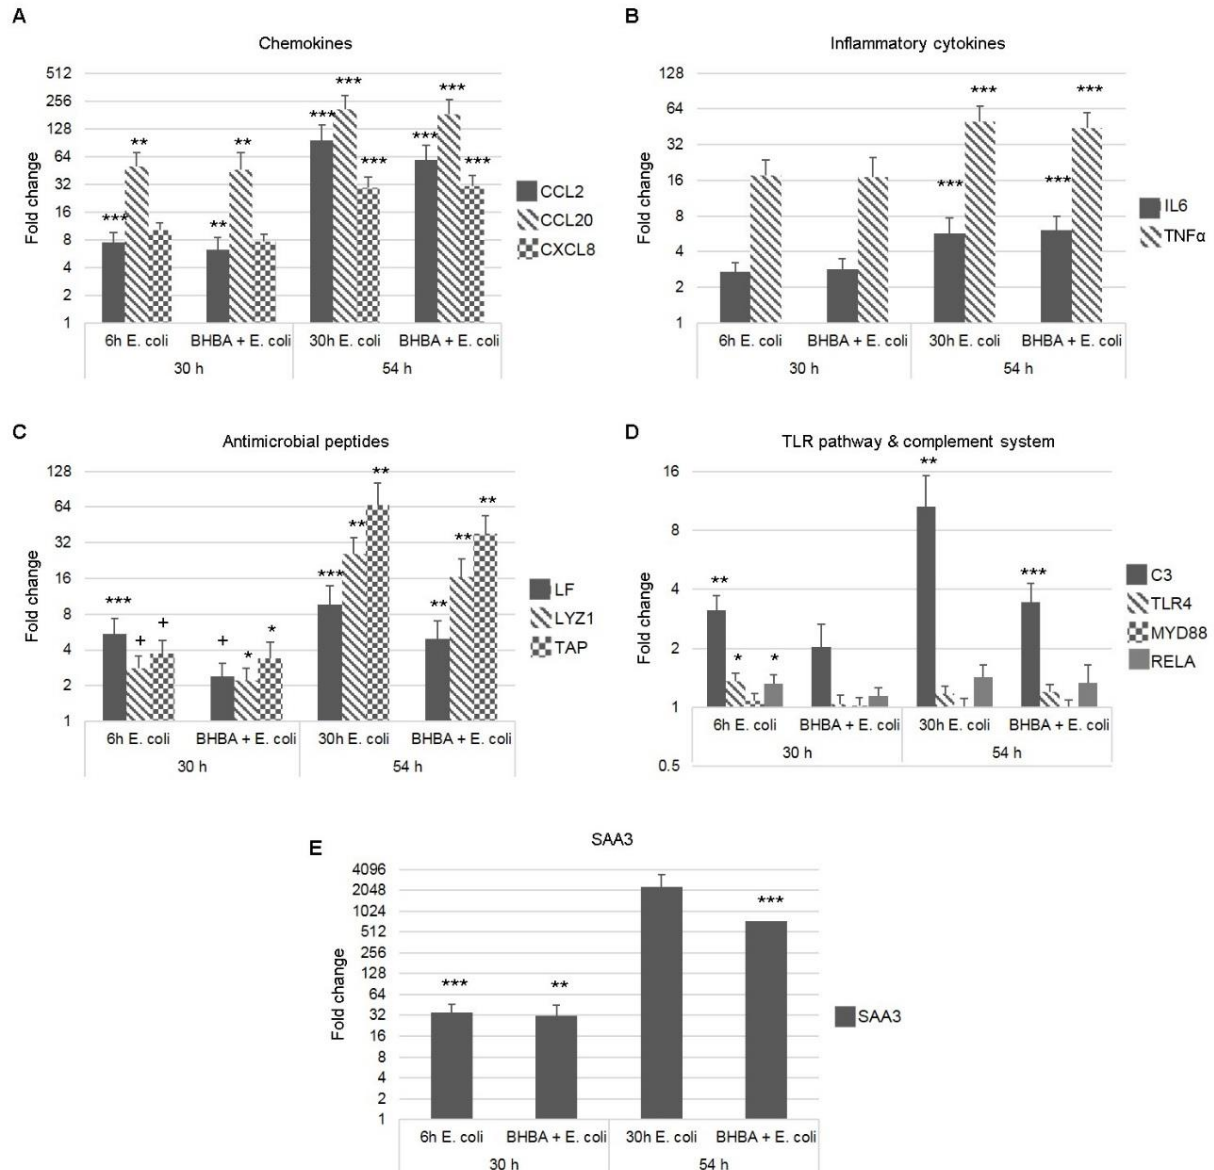 A
Chemokines
Fold change
512
256
128
64
32
16
8
4
2
1
*** ** ** ** *** *** *** *** *** ***
6h E. coli BHBA + E. coli 30h E. coli BHBA + E. coli
30 h 54 h
CCL2
CCL20
CXCL8
B
Inflammatory cytokines
Fold change
128
64
32
16
8
4
2
1
*** *** *** ***
6h E. coli BHBA + E. coli 30h E. coli BHBA + E. coli
30 h 54 h
IL6
TNFα
C
Antimicrobial peptides
Fold change
128
64
32
16
8
4
2
1
*** + + + * * *** ** ** ** ** **
6h E. coli BHBA + E. coli 30h E. coli BHBA + E. coli
30 h 54 h
LF
LYZ1
TAP
D
TLR pathway & complement system
Fold change
16
8
4
2
1
0.5
** * * ** ***
6h E. coli BHBA + E. coli 30h E. coli BHBA + E. coli
30 h 54 h
C3
TLR4
MYD88
RELA
E
SAA3
Fold change
4096
2048
1024
512
256
128
64
32
16
8
4
2
1
*** ** ***
6h E. coli BHBA + E. coli 30h E. coli BHBA + E. coli
30 h 54 h
SAA3